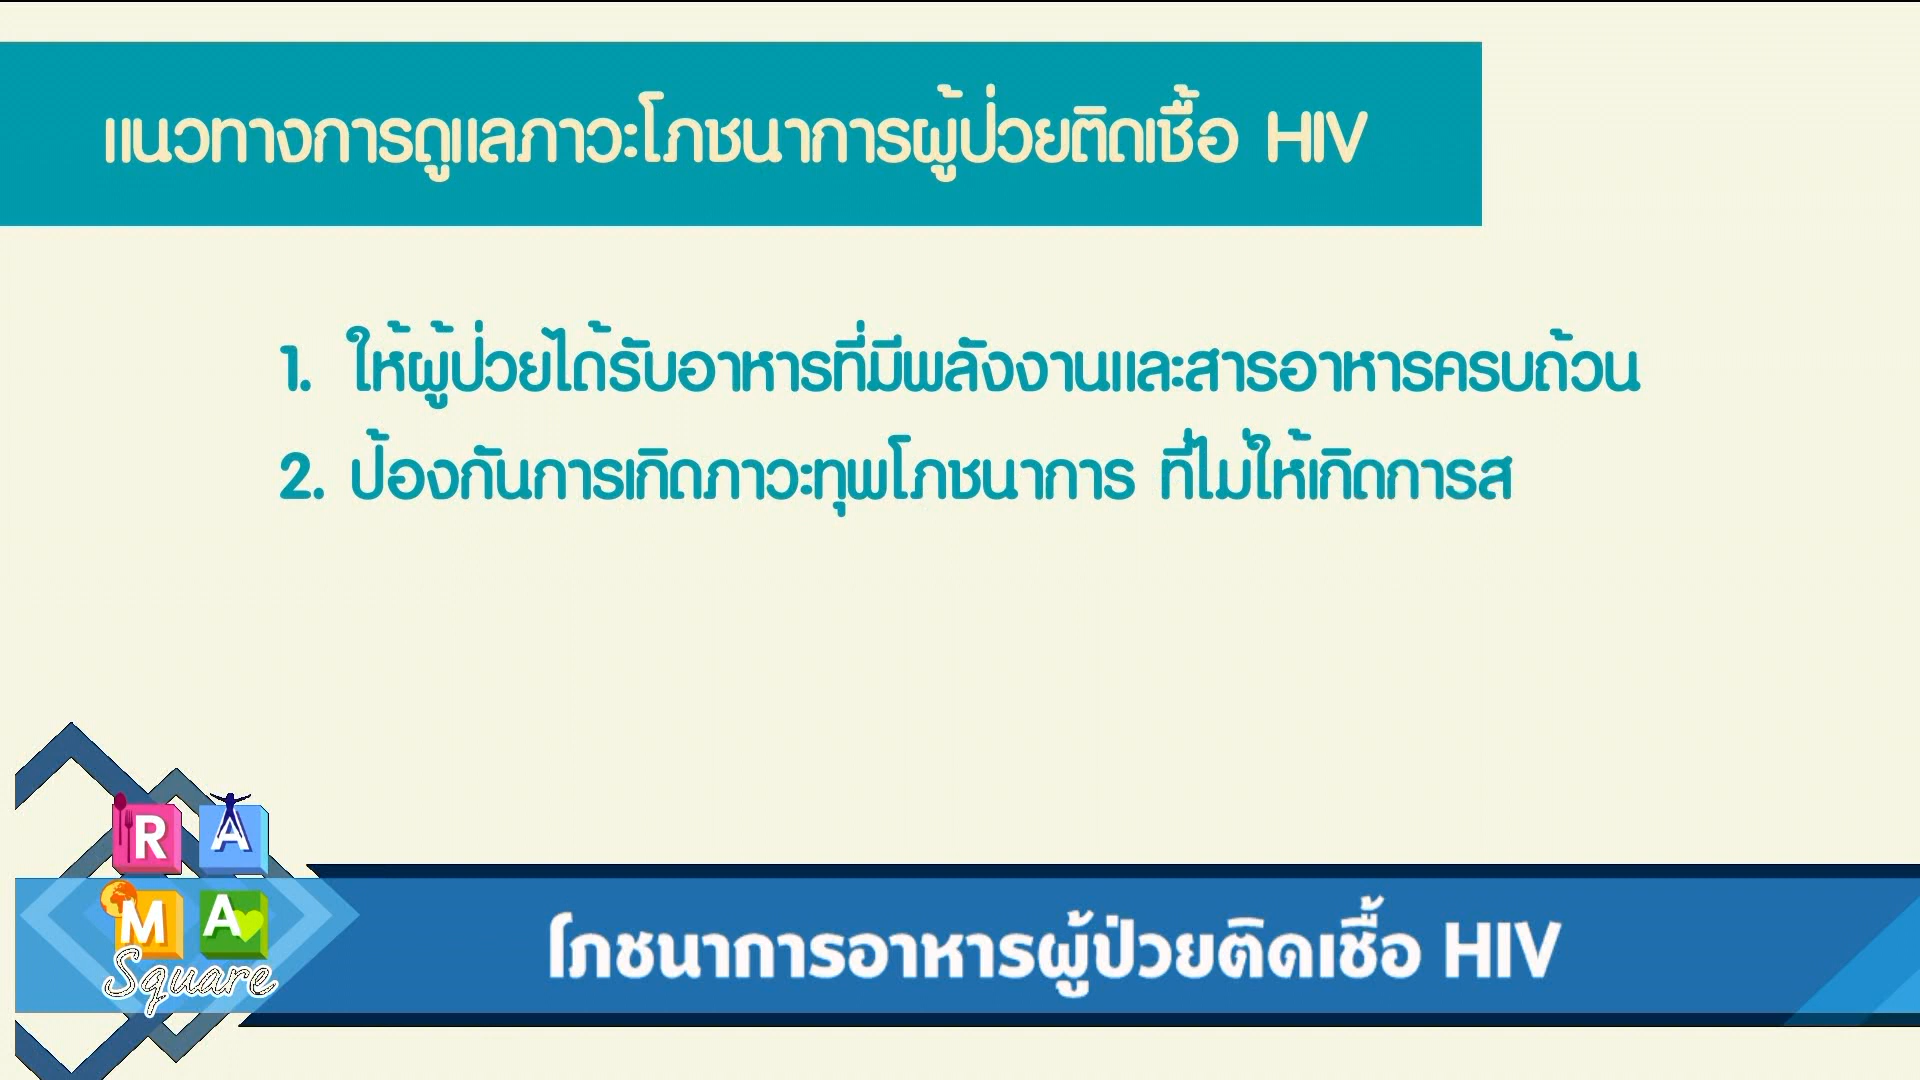 แนวทางการดูแลภาวะโภชนาการผู้ป่วยติดเชื้อ HIV
1. ให้ผู้ป่วยได้รับอาหารที่มีพลังงานและสารอาหารครบถ้วน
2. ป้องกันการเกิดภาวะทุพโภชนาการ ที่ไม่ให้เกิดการส
RAMA
Square
โภชนาการอาหารผู้ป่วยติดเชื้อ HIV